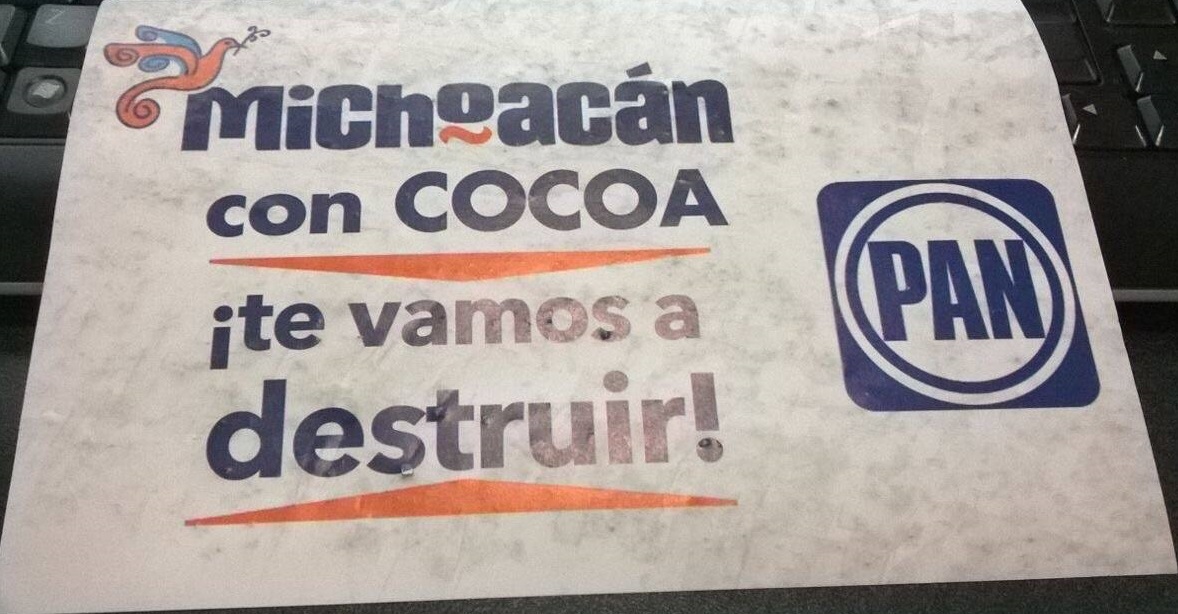 Michoacán
con COCOA
¡te vamos a
destruir!
PAN